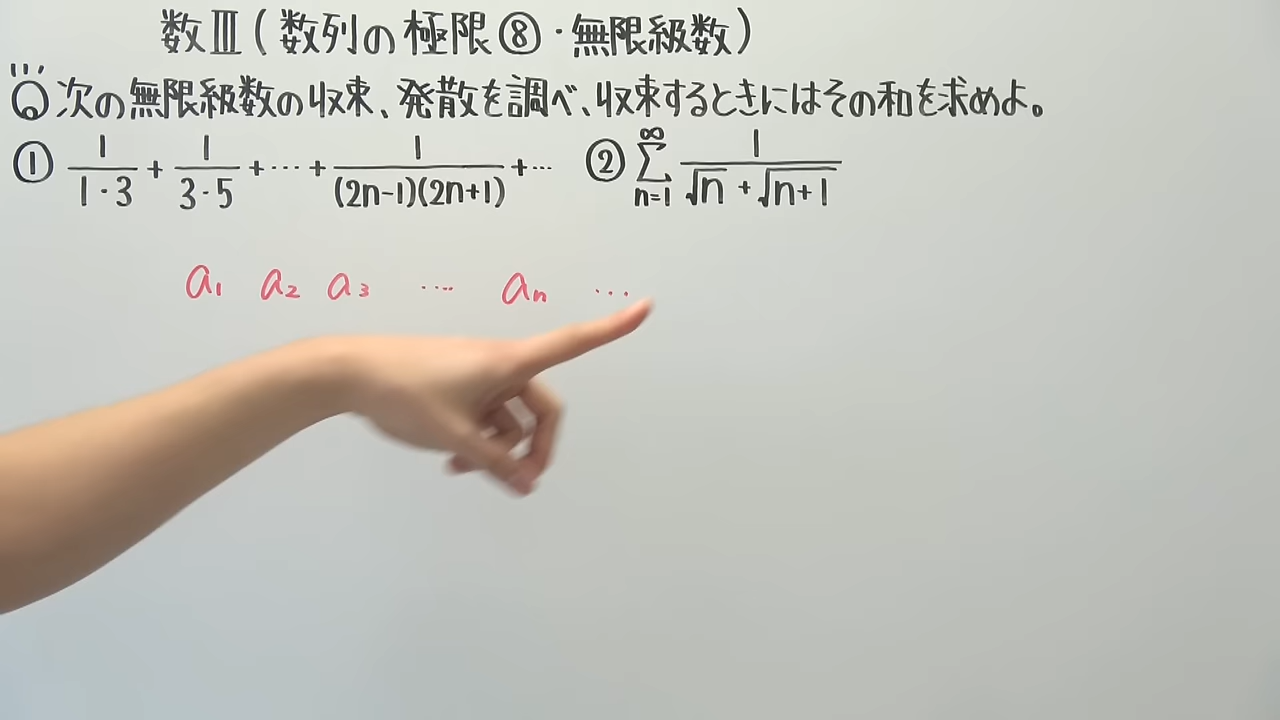 数Ⅲ(数列の極限⑧・無限級数)
Q 次の無限級数の収束、発散を調べ、収束するときにはその和を求めよ。
① 1/(1・3) + 1/(3・5) + … + 1/((2n-1)(2n+1)) + … ② ∞ Σ n=1 1/(√n + √(n+1))
a₁ a₂ a₃ … aₙ …